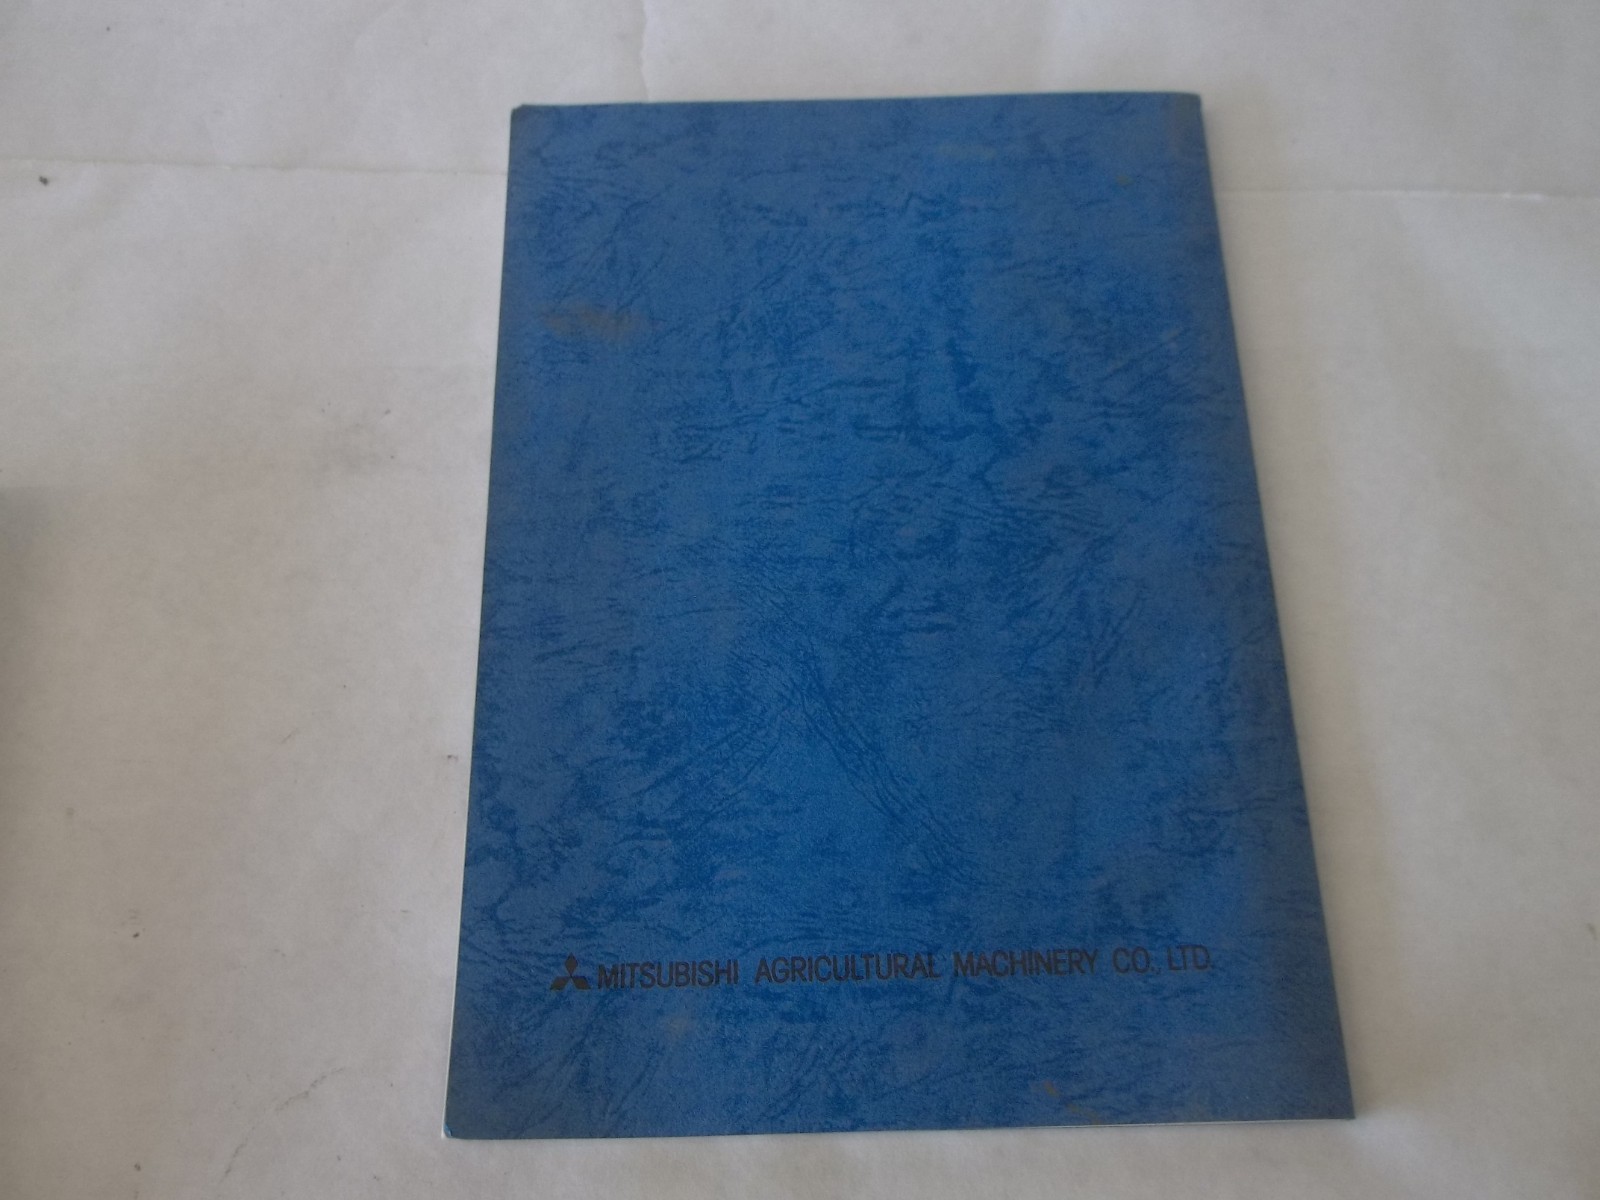 MITSUBISHI AGRICULTURAL MACHINERY CO., LTD.